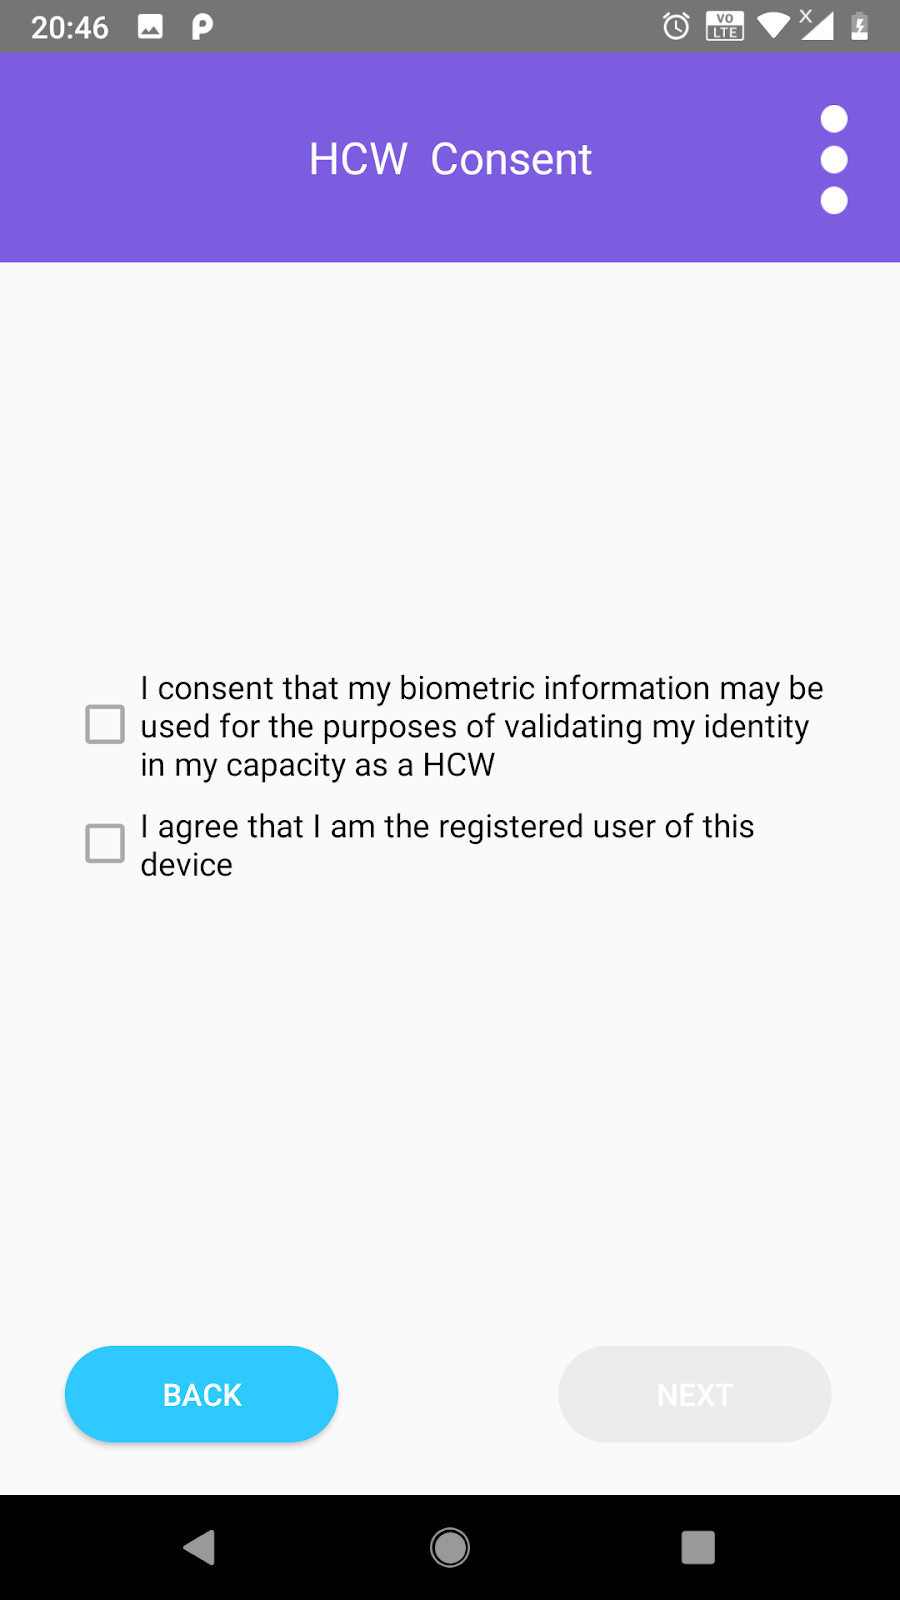 20:46
VO
LTE
HCW  Consent
I consent that my biometric information may be
used for the purposes of validating my identity
in my capacity as a HCW
I agree that I am the registered user of this
device
BACK
NEXT